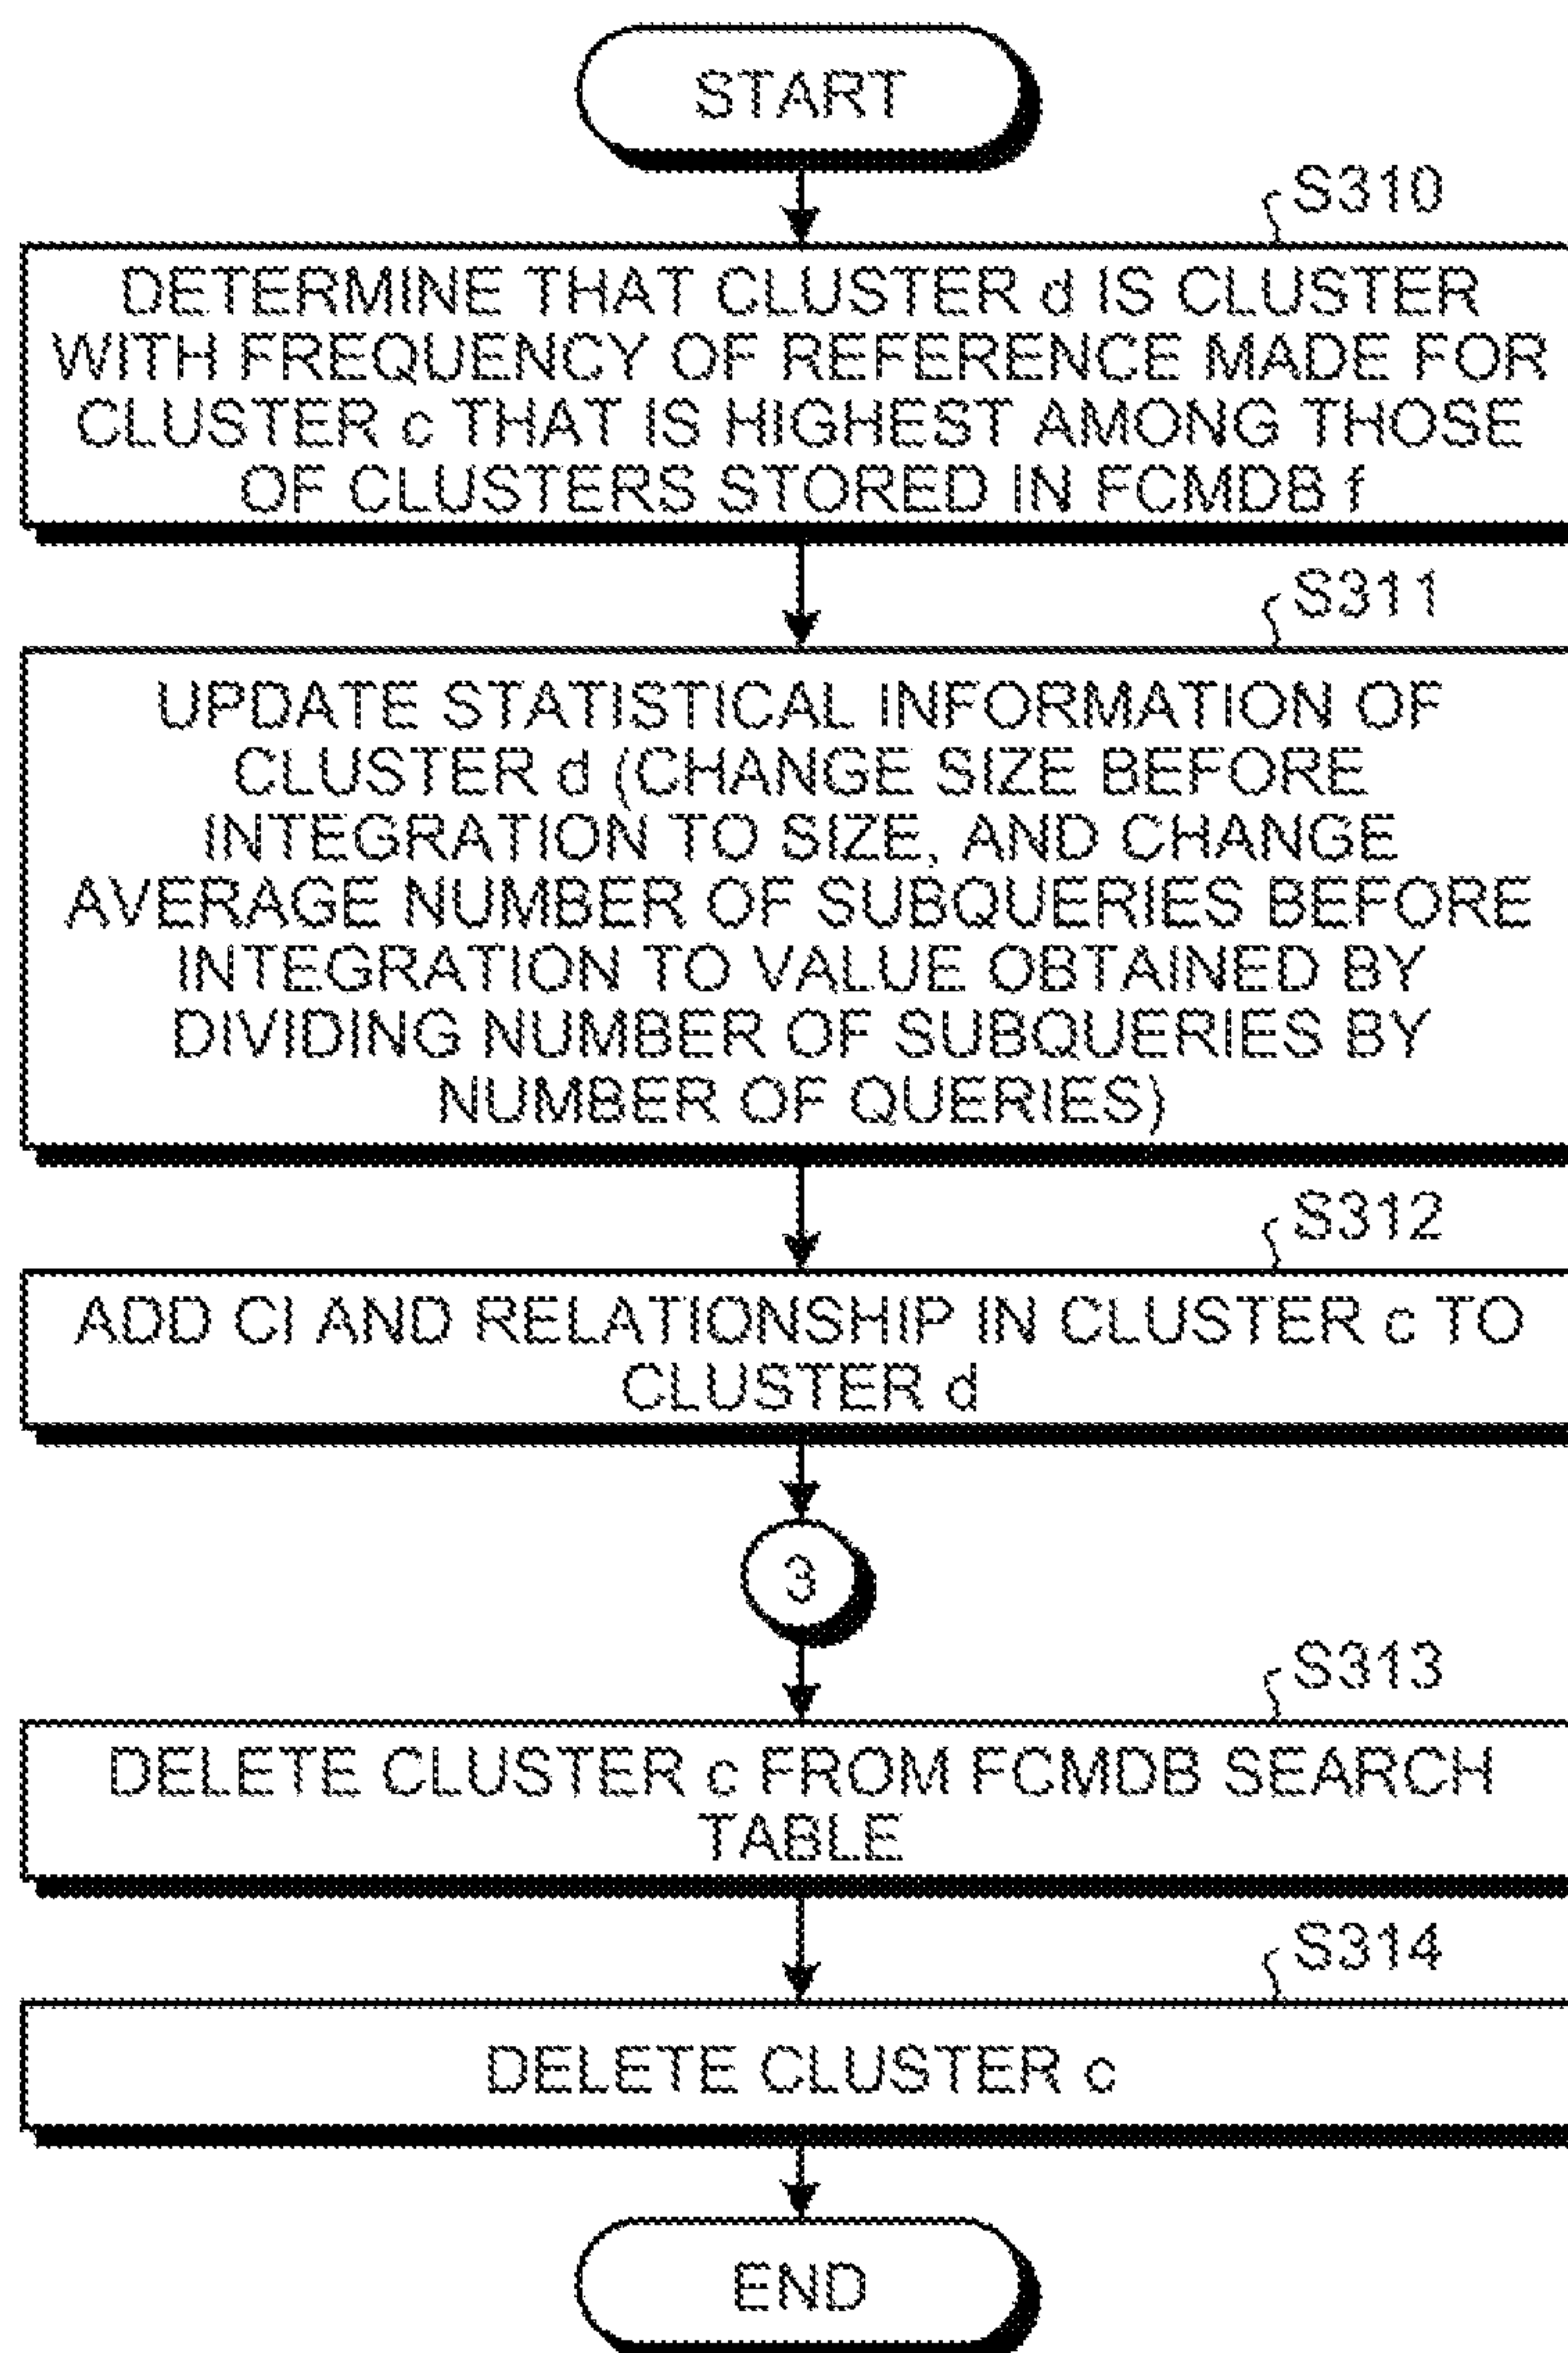 START
S310
DETERMINE THAT CLUSTER d IS CLUSTER
WITH FREQUENCY OF REFERENCE MADE FOR
CLUSTER c THAT IS HIGHEST AMONG THOSE
OF CLUSTERS STORED IN FCMDB f
S311
UPDATE STATISTICAL INFORMATION OF
CLUSTER d (CHANGE SIZE BEFORE
INTEGRATION TO SIZE, AND CHANGE
AVERAGE NUMBER OF SUBQUERIES BEFORE
INTEGRATION TO VALUE OBTAINED BY
DIVIDING NUMBER OF SUBQUERIES BY
NUMBER OF QUERIES)
S312
ADD CI AND RELATIONSHIP IN CLUSTER c TO
CLUSTER d
3
S313
DELETE CLUSTER c FROM FCMDB SEARCH
TABLE
S314
DELETE CLUSTER c
END